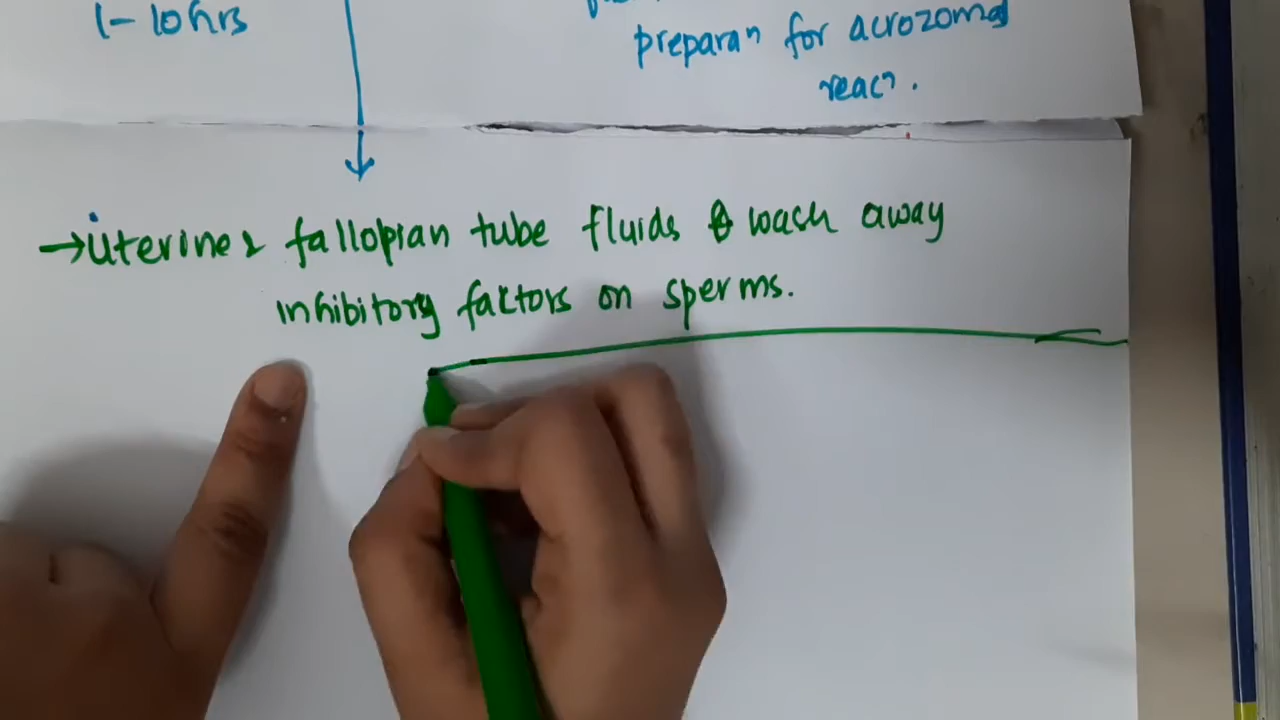 1-10hrs
preparaⁿ for acrozomal
reacⁿ.
→ Uterine & fallopian tube fluids wash away
inhibitory factors on sperms.